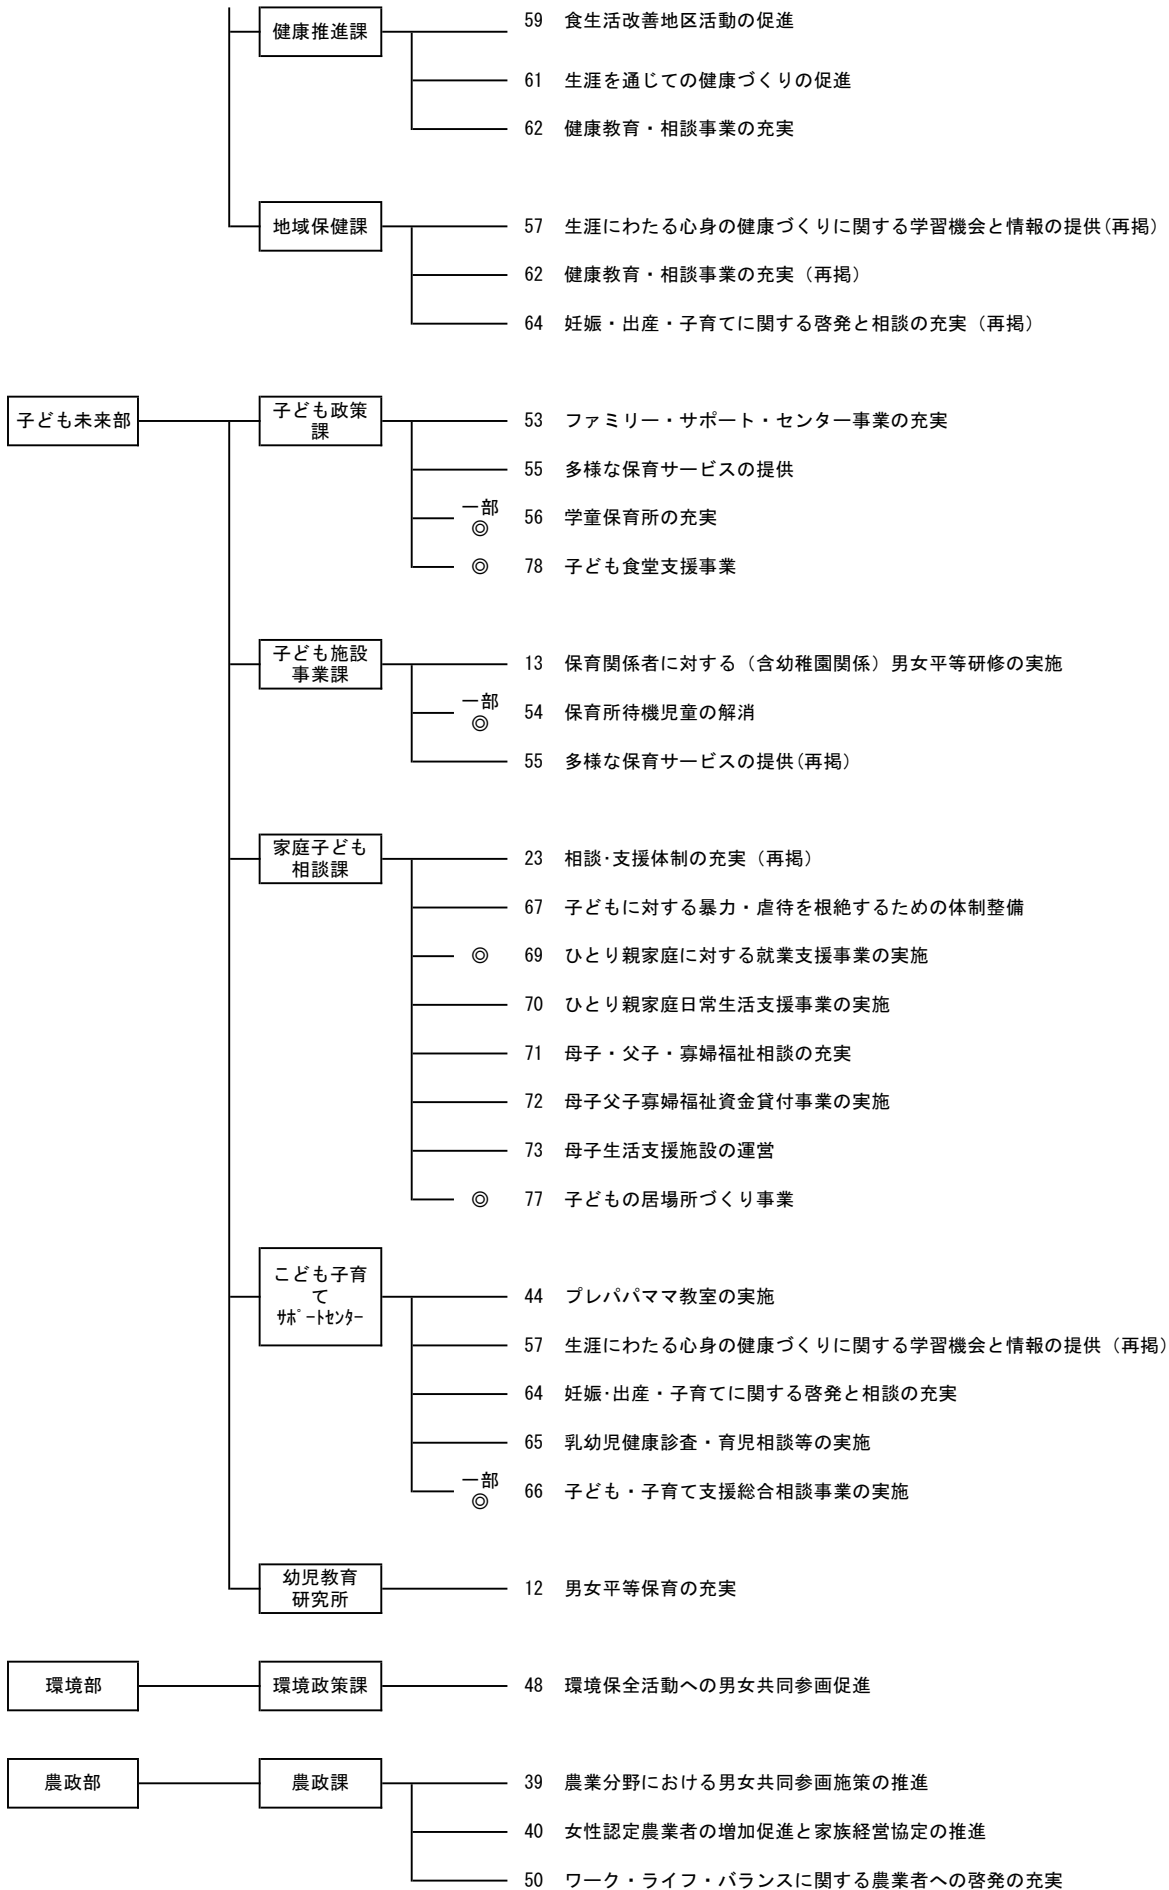 健康推進課
59 食生活改善地区活動の促進
61 生涯を通じての健康づくりの促進
62 健康教育・相談事業の充実
地域保健課
57 生涯にわたる心身の健康づくりに関する学習機会と情報の提供(再掲)
62 健康教育・相談事業の充実（再掲）
64 妊娠・出産・子育てに関する啓発と相談の充実（再掲）
子ども未来部
子ども政策
課
53 ファミリー・サポート・センター事業の充実
55 多様な保育サービスの提供
一部
◎
56 学童保育所の充実
◎ 78 子ども食堂支援事業
子ども施設
事業課
13 保育関係者に対する（含幼稚園関係）男女平等研修の実施
一部
◎
54 保育所待機児童の解消
55 多様な保育サービスの提供(再掲)
家庭子ども
相談課
23 相談･支援体制の充実（再掲）
67 子どもに対する暴力・虐待を根絶するための体制整備
◎ 69 ひとり親家庭に対する就業支援事業の実施
70 ひとり親家庭日常生活支援事業の実施
71 母子・父子・寡婦福祉相談の充実
72 母子父子寡婦福祉資金貸付事業の実施
73 母子生活支援施設の運営
◎ 77 子どもの居場所づくり事業
こども子育
て
ｻﾎﾟｰﾄｾﾝﾀｰ
44 プレパパママ教室の実施
57 生涯にわたる心身の健康づくりに関する学習機会と情報の提供（再掲）
64 妊娠･出産・子育てに関する啓発と相談の充実
65 乳幼児健康診査・育児相談等の実施
一部
◎
66 子ども・子育て支援総合相談事業の実施
幼児教育
研究所
12 男女平等保育の充実
環境部
環境政策課
48 環境保全活動への男女共同参画促進
農政部
農政課
39 農業分野における男女共同参画施策の推進
40 女性認定農業者の増加促進と家族経営協定の推進
50 ワーク・ライフ・バランスに関する農業者への啓発の充実